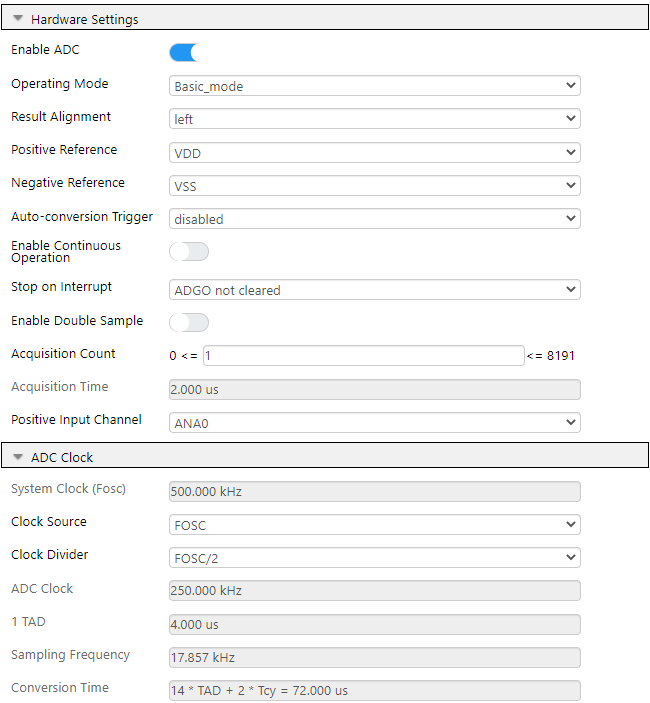 Hardware Settings
Enable ADC
Operating Mode Basic_mode
Result Alignment left
Positive Reference VDD
Negative Reference VSS
Auto-conversion Trigger disabled
Enable Continuous
Operation
Stop on Interrupt ADGO not cleared
Enable Double Sample
Acquisition Count 0 <= 1 <= 8191
Acquisition Time 2.000 us
Positive Input Channel ANA0
ADC Clock
System Clock (Fosc) 500.000 kHz
Clock Source FOSC
Clock Divider FOSC/2
ADC Clock 250.000 kHz
1 TAD 4.000 us
Sampling Frequency 17.857 kHz
Conversion Time 14 * TAD + 2 * Tcy = 72.000 us